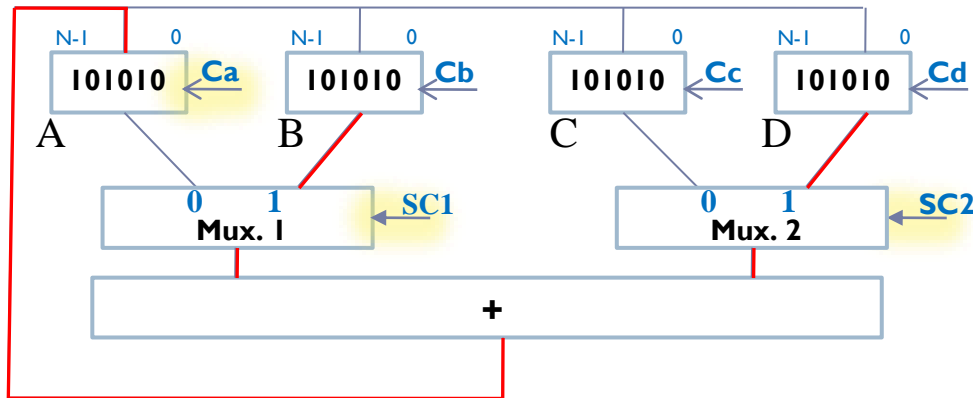 N-1 0 N-1 0 N-1 0 N-1 0
101010 Ca 101010 Cb 101010 Cc 101010 Cd
A B C D
0 1 SC1 0 1 SC2
Mux. 1 Mux. 2
+